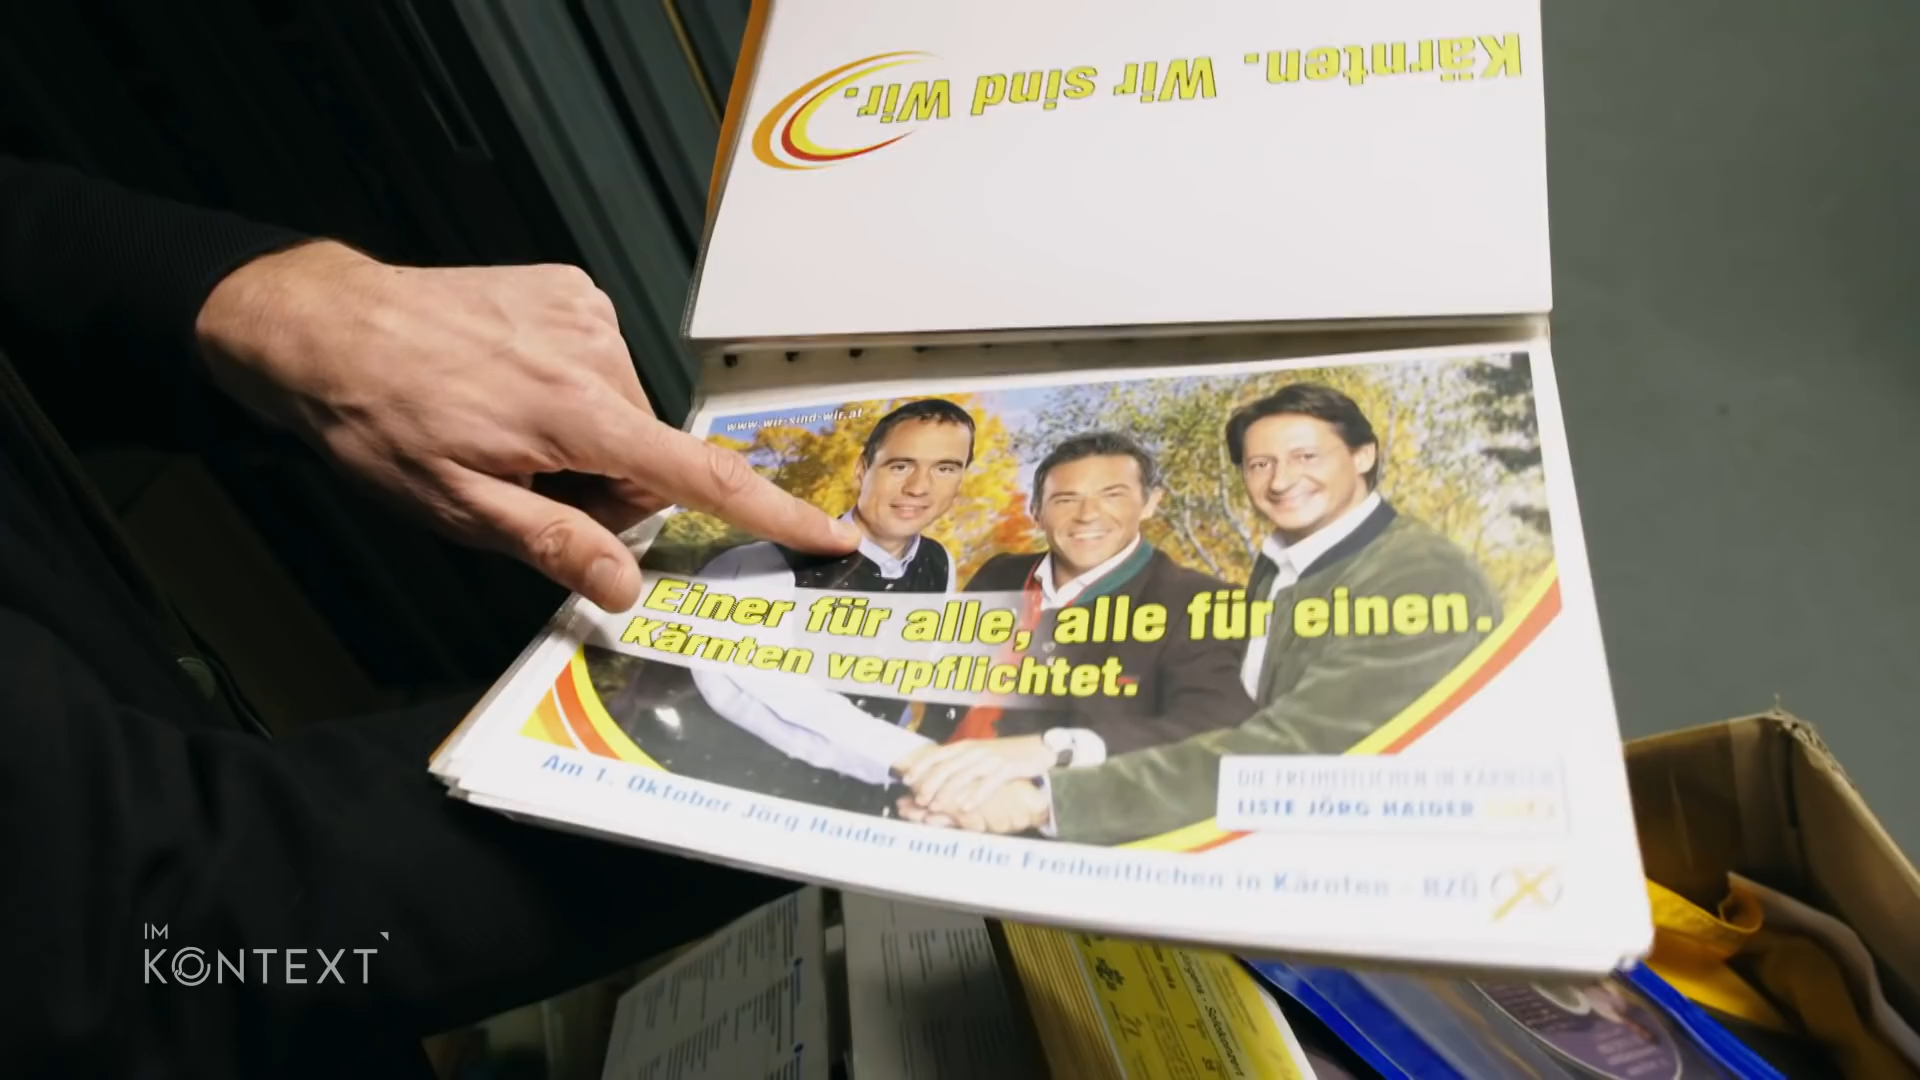 Kärnten. Wir sind Wir.
www.wir-sind-wir.at
Einer für alle, alle für einen.
Kärnten verpflichtet.
DIE FREIHEITLICHEN IN KÄRNTEN
LISTE JÖRG HAIDER
Am 1. Oktober Jörg Haider und die Freiheitlichen in Kärnten - BZÖ
IM
KONTEXT